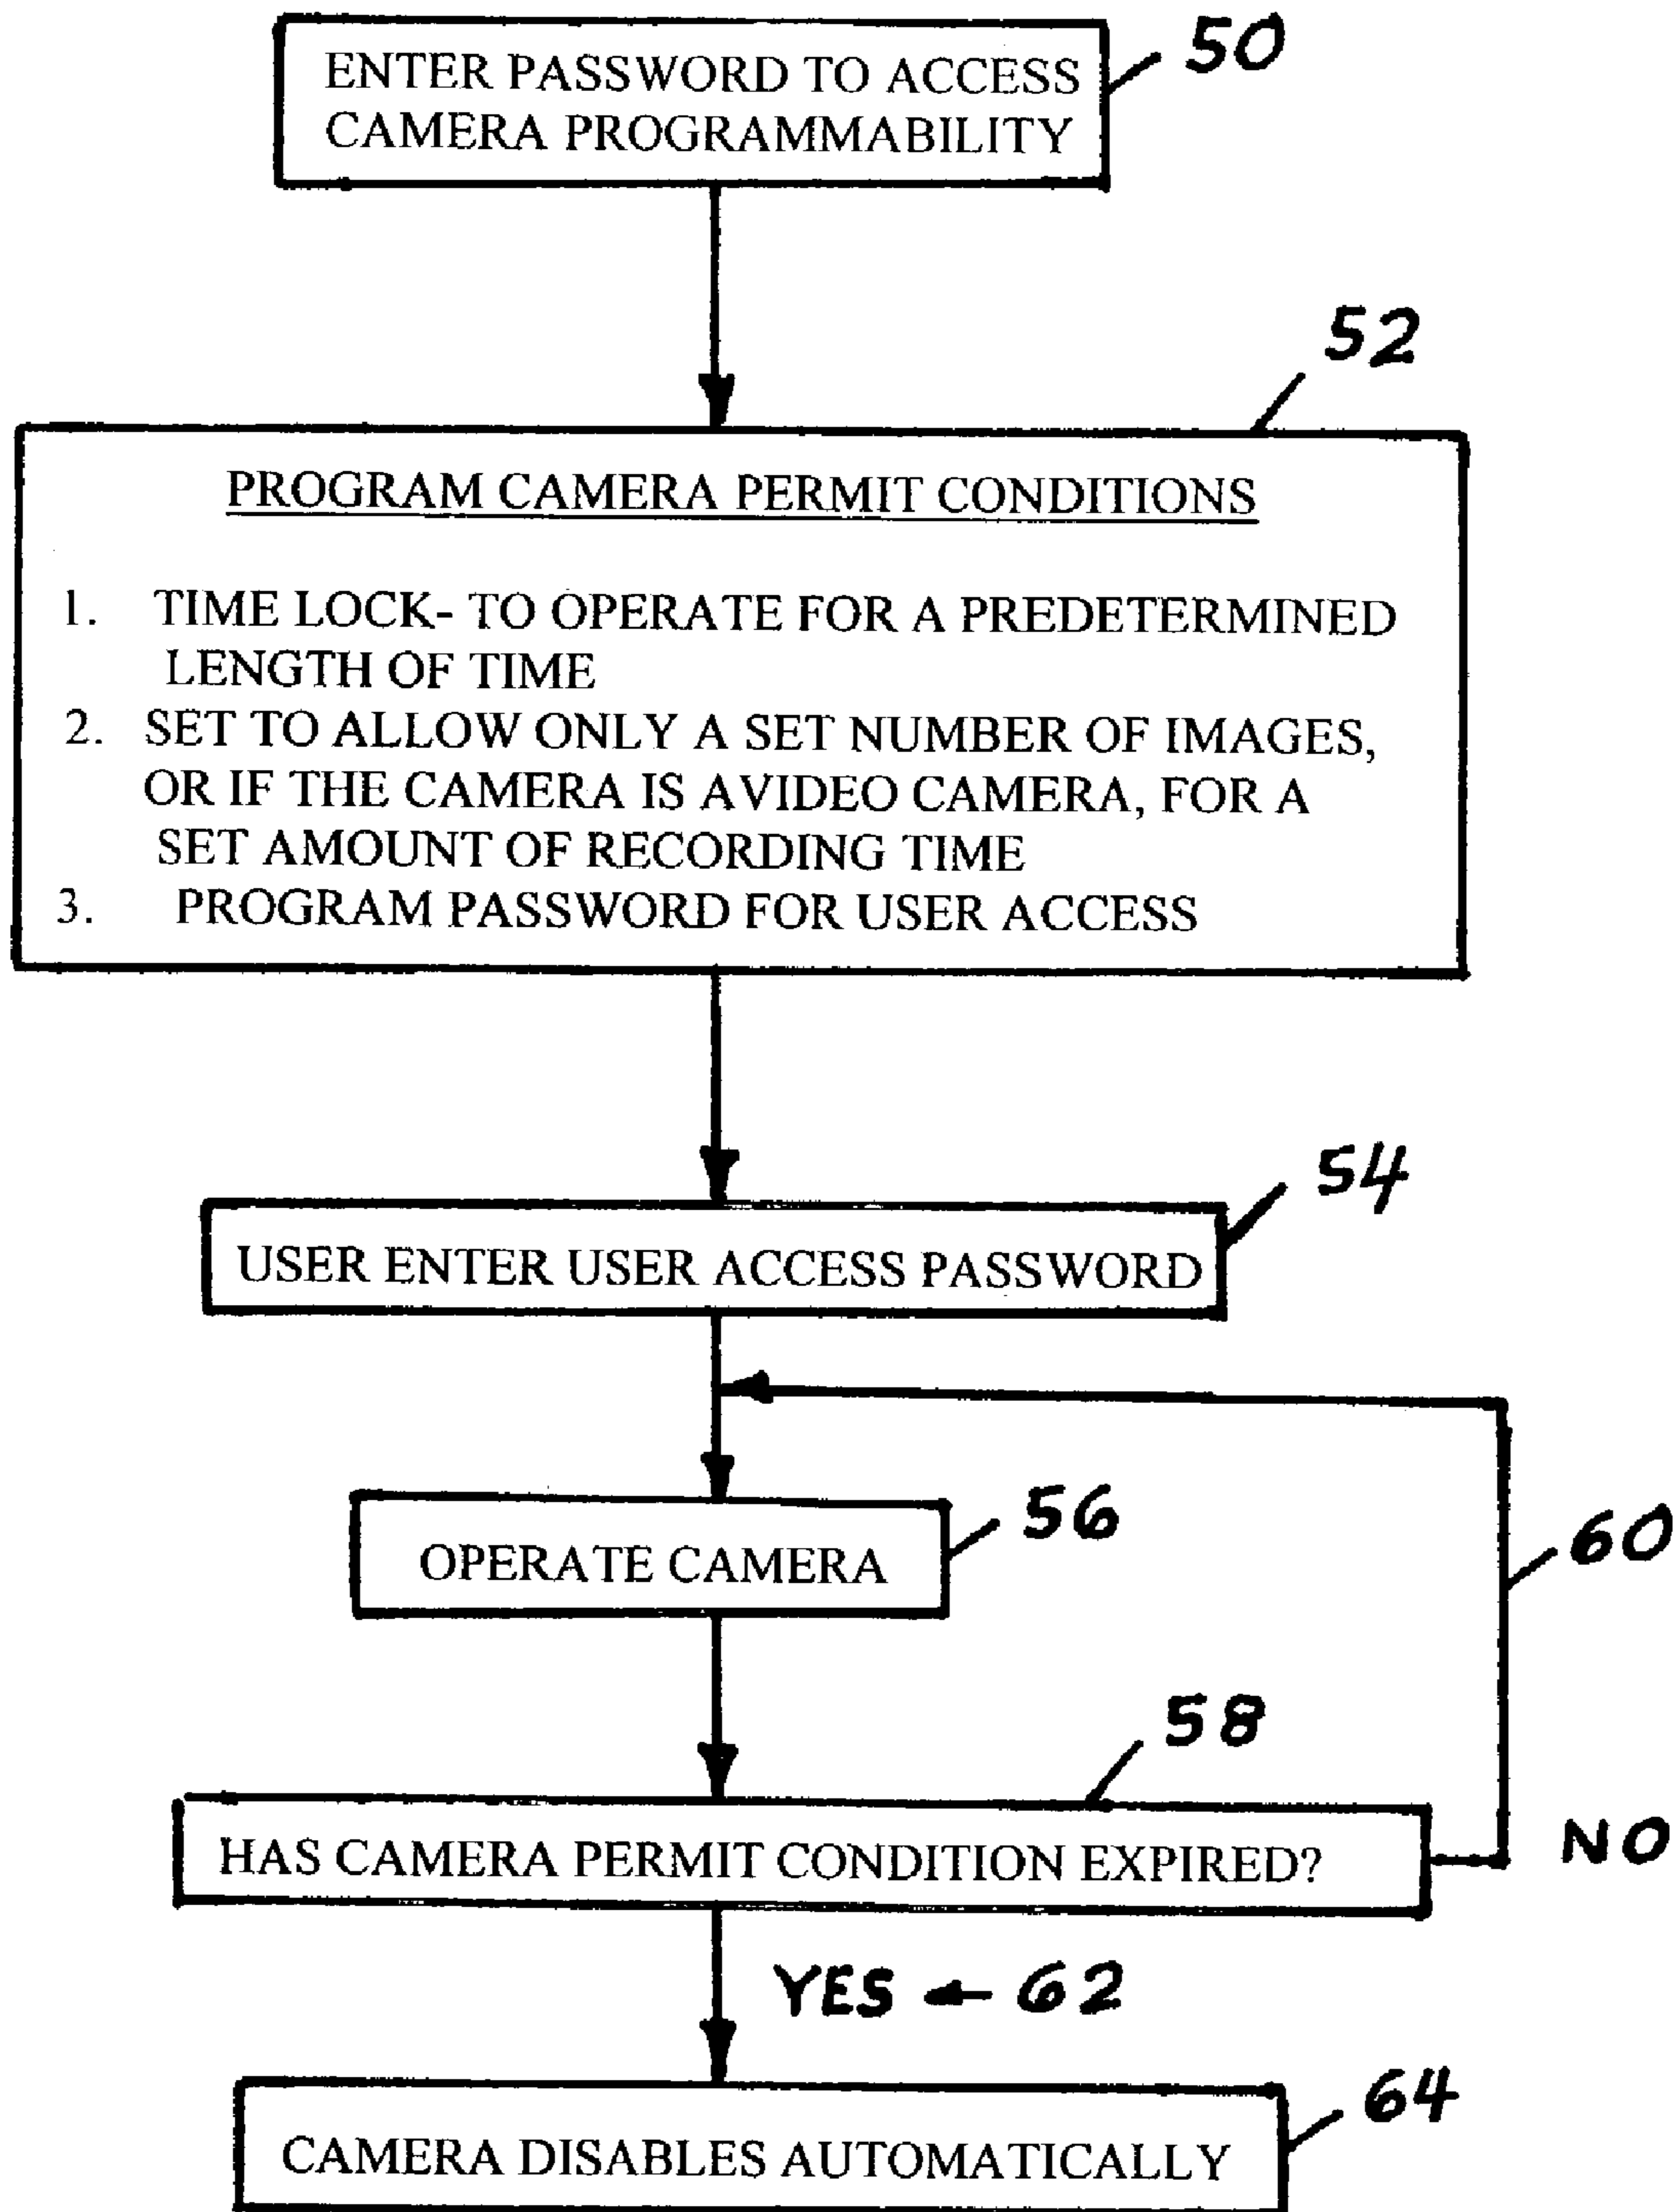 ENTER PASSWORD TO ACCESS
CAMERA PROGRAMMABILITY
50
52
PROGRAM CAMERA PERMIT CONDITIONS
1. TIME LOCK- TO OPERATE FOR A PREDETERMINED
LENGTH OF TIME
2. SET TO ALLOW ONLY A SET NUMBER OF IMAGES,
OR IF THE CAMERA IS AVIDEO CAMERA, FOR A
SET AMOUNT OF RECORDING TIME
3. PROGRAM PASSWORD FOR USER ACCESS
54
USER ENTER USER ACCESS PASSWORD
56
OPERATE CAMERA
60
58
HAS CAMERA PERMIT CONDITION EXPIRED?
NO
YES ← 62
64
CAMERA DISABLES AUTOMATICALLY